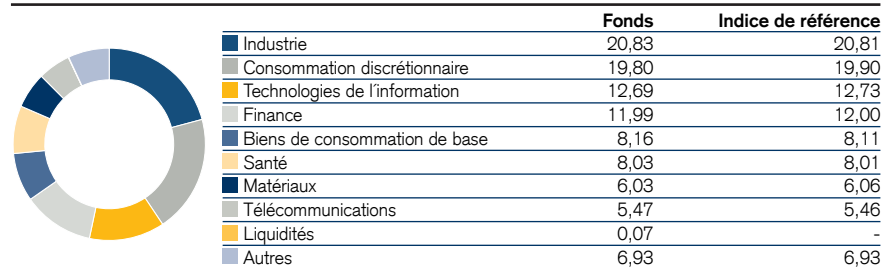 Fonds Indice de référence
Industrie 20,83 20,81
Consommation discrétionnaire 19,80 19,90
Technologies de l´information 12,69 12,73
Finance 11,99 12,00
Biens de consommation de base 8,16 8,11
Santé 8,03 8,01
Matériaux 6,03 6,06
Télécommunications 5,47 5,46
Liquidités 0,07 -
Autres 6,93 6,93